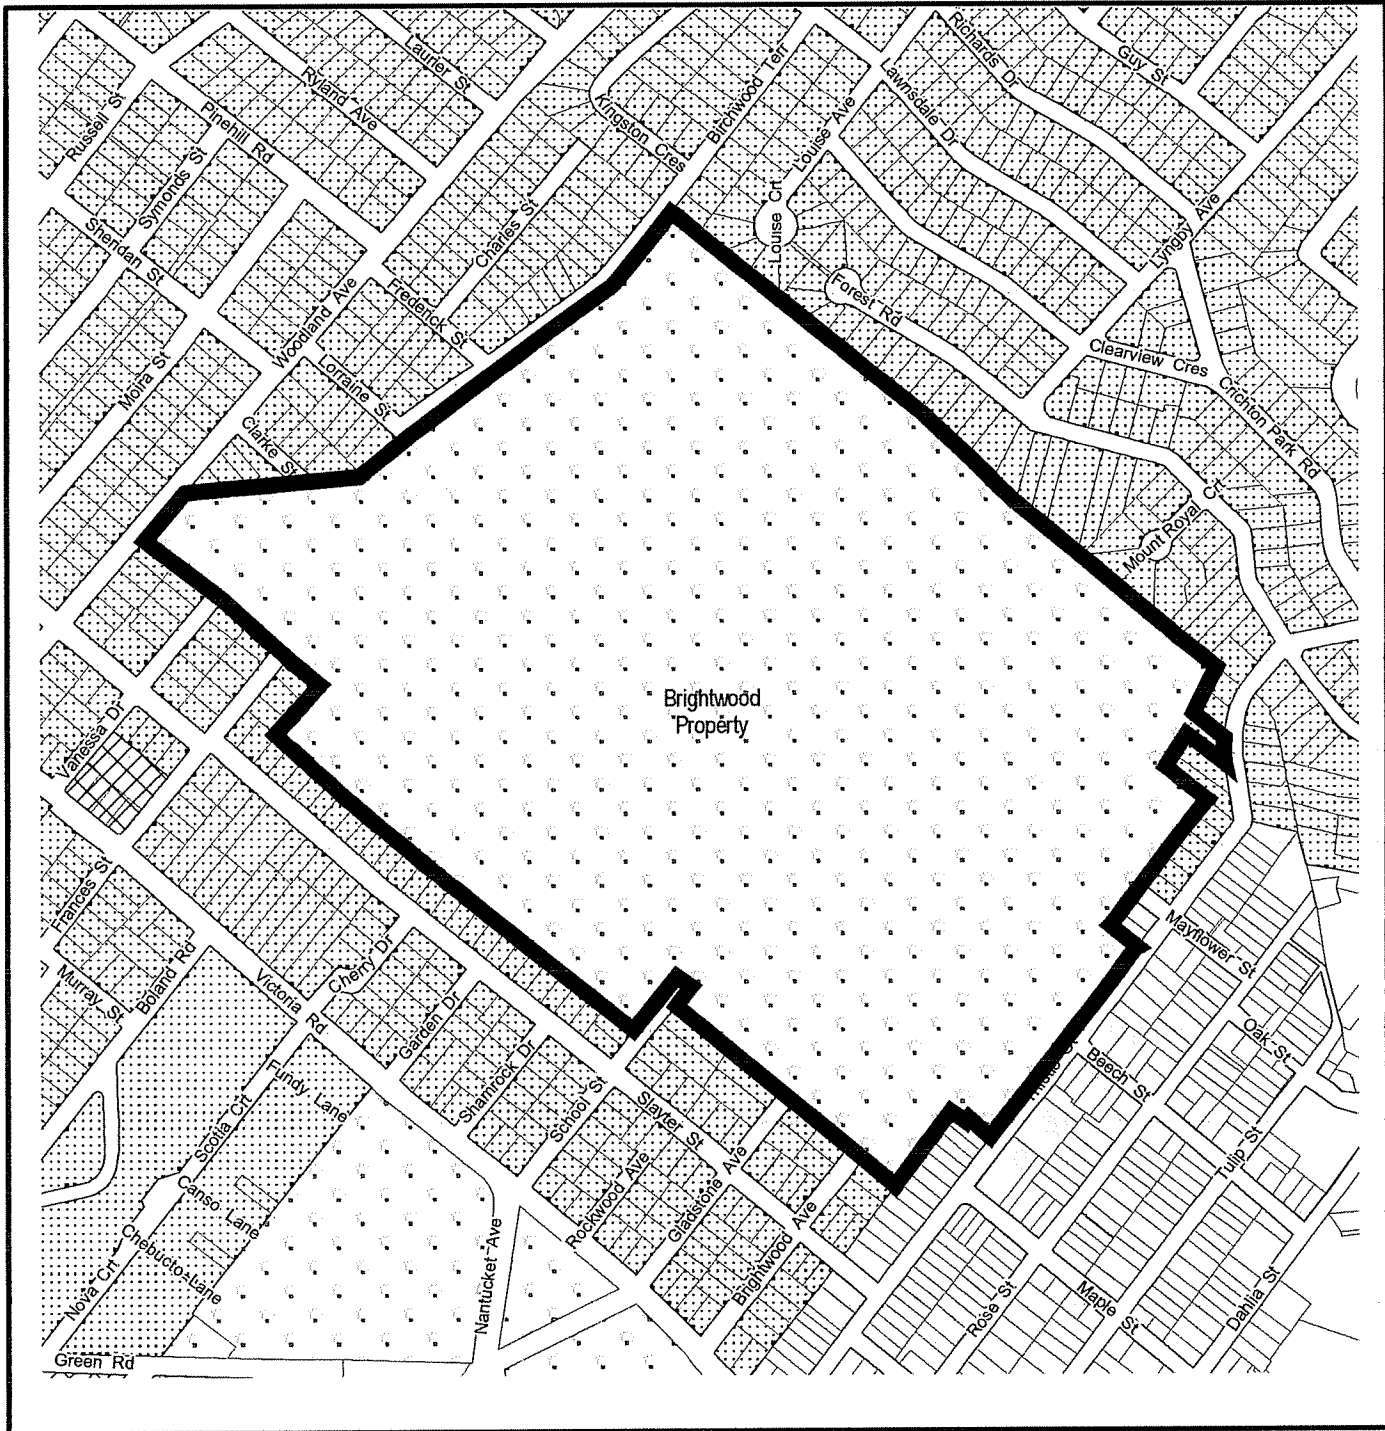 Laurier St
Ryland Ave
Pinehill Rd
Russell St
Symonds St
Sheridan St
Kingston Cres
Birchwood Terr
Louise Ave
Lawnsdale Dr
Richards Dr
Guy St
Charles St
Louise Crt
Lyngby Ave
Forest Rd
Frederick St
Woodland Ave
Lorraine St
Moira St
Clarke St
Clearview Cres
Crichton Park Rd
Mount Royal Crt
Brightwood
Property
Vanessa Dr
Frances St
Murray St
Boland Rd
Victoria Rd
Cherry Dr
Garden Dr
Shamrock Dr
School St
Slayter St
Mayflower St
Oak St
Beech St
Tulip St
Fundy Lane
Scotia Crt
Canso Lane
Chebucto Lane
Nova Crt
Green Rd
Nantucket Ave
Rockwood Ave
Gladstone Ave
Brightwood Ave
Rose St
Maple St
Dahlia St